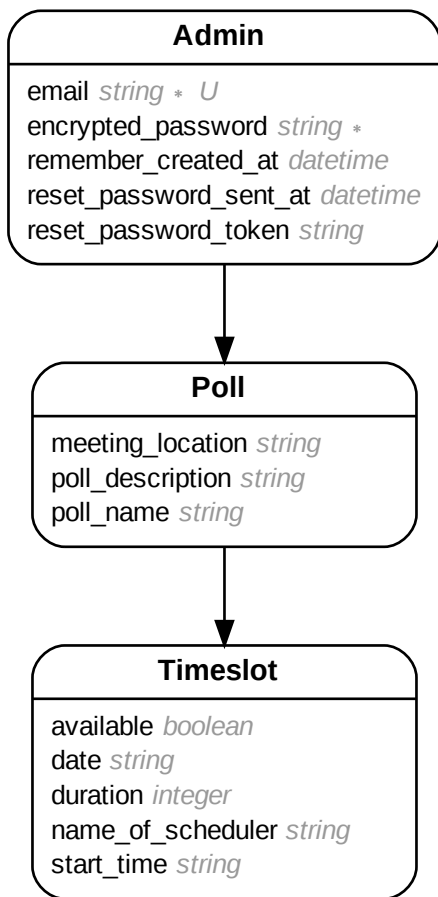 Admin
email string * U
encrypted_password string *
remember_created_at datetime
reset_password_sent_at datetime
reset_password_token string
Poll
meeting_location string
poll_description string
poll_name string
Timeslot
available boolean
date string
duration integer
name_of_scheduler string
start_time string